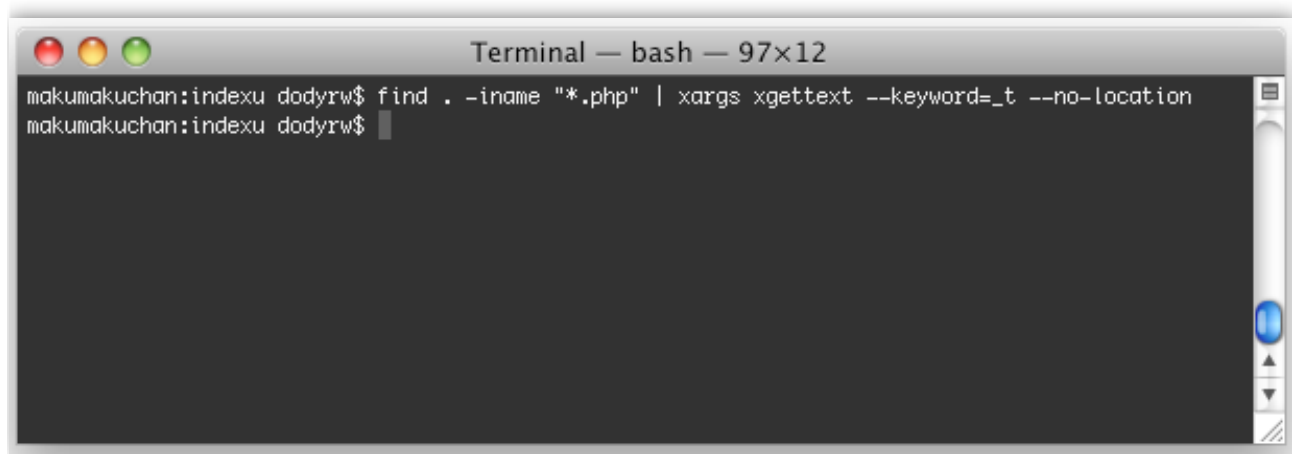 Terminal — bash — 97×12
makumakuchan:indexu dodyrw$ find . -iname "*.php" | xargs xgettext --keyword=_t --no-location
makumakuchan:indexu dodyrw$